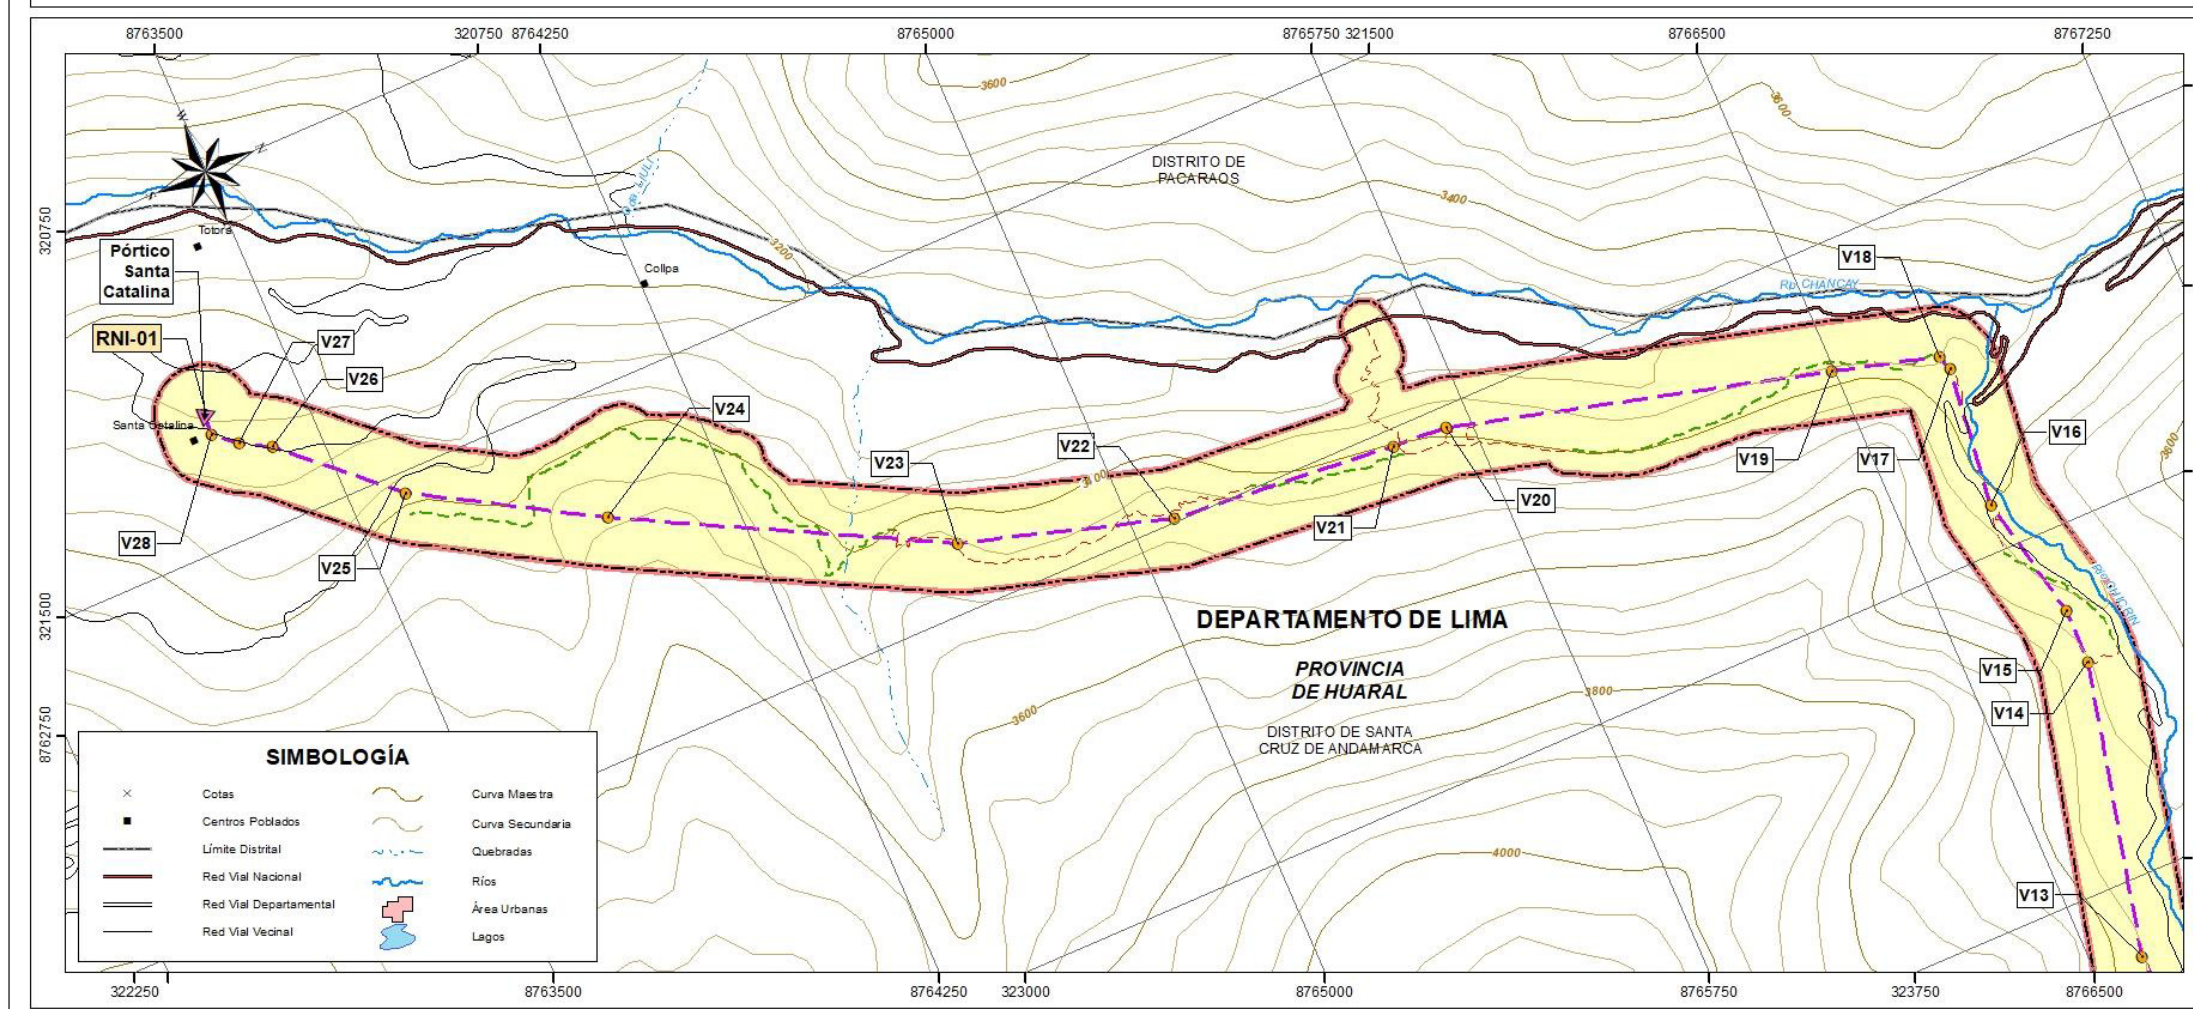 8763500 320750 8764250 8765000 8765750 321500 8766500 8767250
3600
3600
DISTRITO DE
PACARAOS
N
Qda. LIULI
3400
320750
Totora
3200
Pórtico
Santa
Catalina
Collpa
V18
Río CHANCAY
RNI-01
V27
V26
V24
Santa Catalina
V16
3600
V22
V23
V19
V17
3100
V20
V21
V28
V25
321500
DEPARTAMENTO DE LIMA
PROVINCIA
DE HUARAL
V15
3800
3600
V14
DISTRITO DE SANTA
CRUZ DE ANDAMARCA
8762750
SIMBOLOGÍA
Cotas
Curva Maestra
Centros Poblados
Curva Secundaria
Límite Distrital
Quebradas
Red Vial Nacional
Ríos
Red Vial Departamental
Área Urbanas
Red Vial Vecinal
Lagos
4000
V13
322250 8763500 8764250 323000 8765000 8765750 323750 8766500